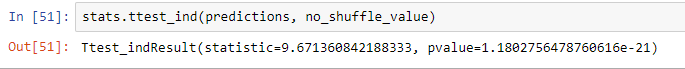 In [51]: stats.ttest_ind(predictions, no_shuffle_value)
Out[51]: Ttest_indResult(statistic=9.671360842188333, pvalue=1.1802756478760616e-21)